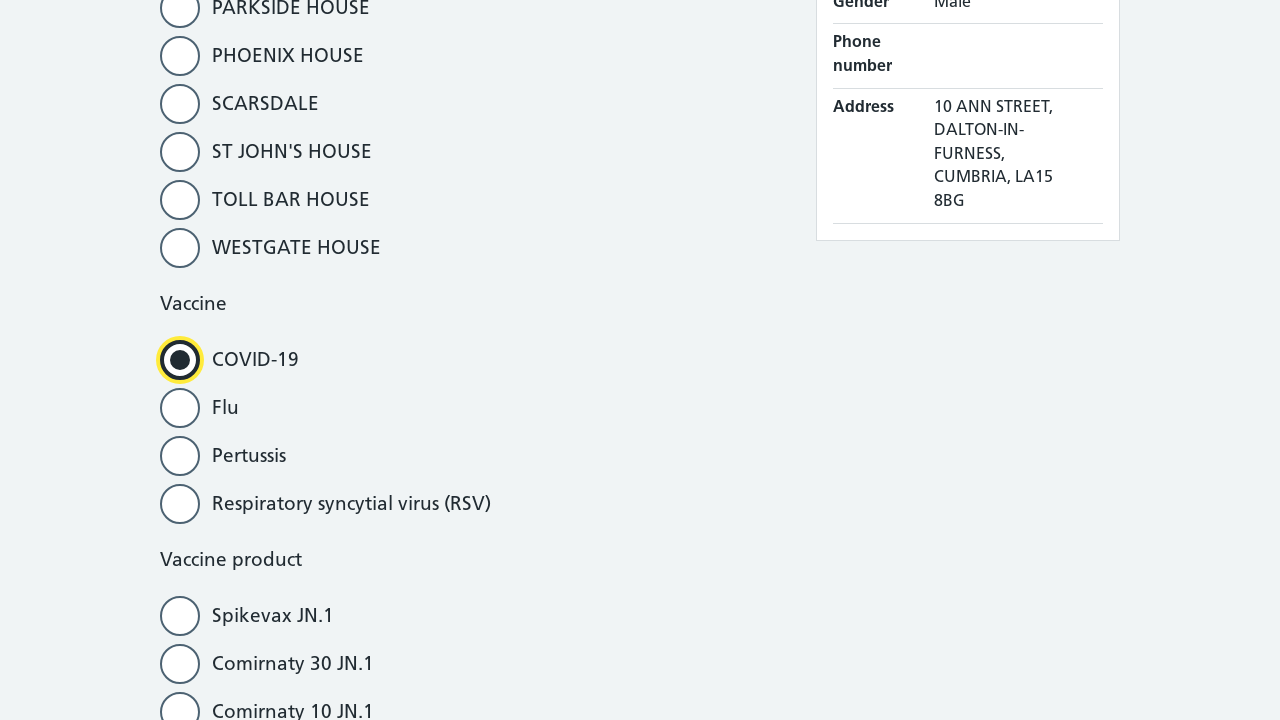 PARKSIDE HOUSE
PHOENIX HOUSE
SCARSDALE
ST JOHN'S HOUSE
TOLL BAR HOUSE
WESTGATE HOUSE
Vaccine
COVID-19
Flu
Pertussis
Respiratory syncytial virus (RSV)
Vaccine product
Spikevax JN.1
Comirnaty 30 JN.1
Comirnaty 10 JN.1
Gender Male
Phone
number
Address 10 ANN STREET,
DALTON-IN-
FURNESS,
CUMBRIA, LA15
8BG